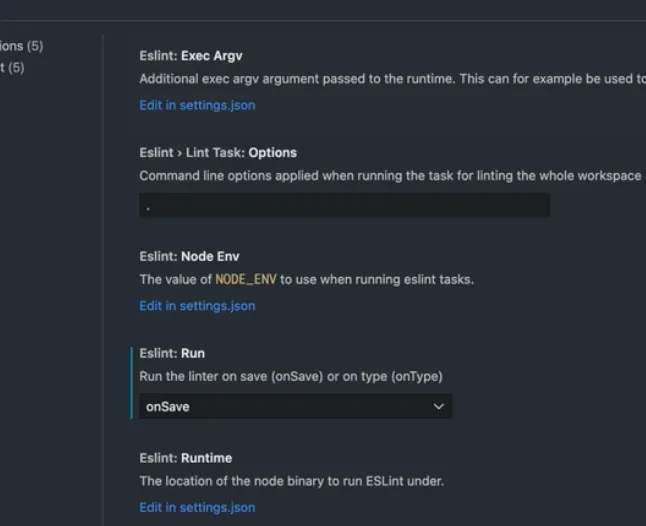 ions (5)
t (5)
Eslint: Exec Argv
Additional exec argv argument passed to the runtime. This can for example be used to
Edit in settings.json
Eslint › Lint Task: Options
Command line options applied when running the task for linting the whole workspace
.
Eslint: Node Env
The value of NODE_ENV to use when running eslint tasks.
Edit in settings.json
Eslint: Run
Run the linter on save (onSave) or on type (onType)
onSave
Eslint: Runtime
The location of the node binary to run ESLint under.
Edit in settings.json